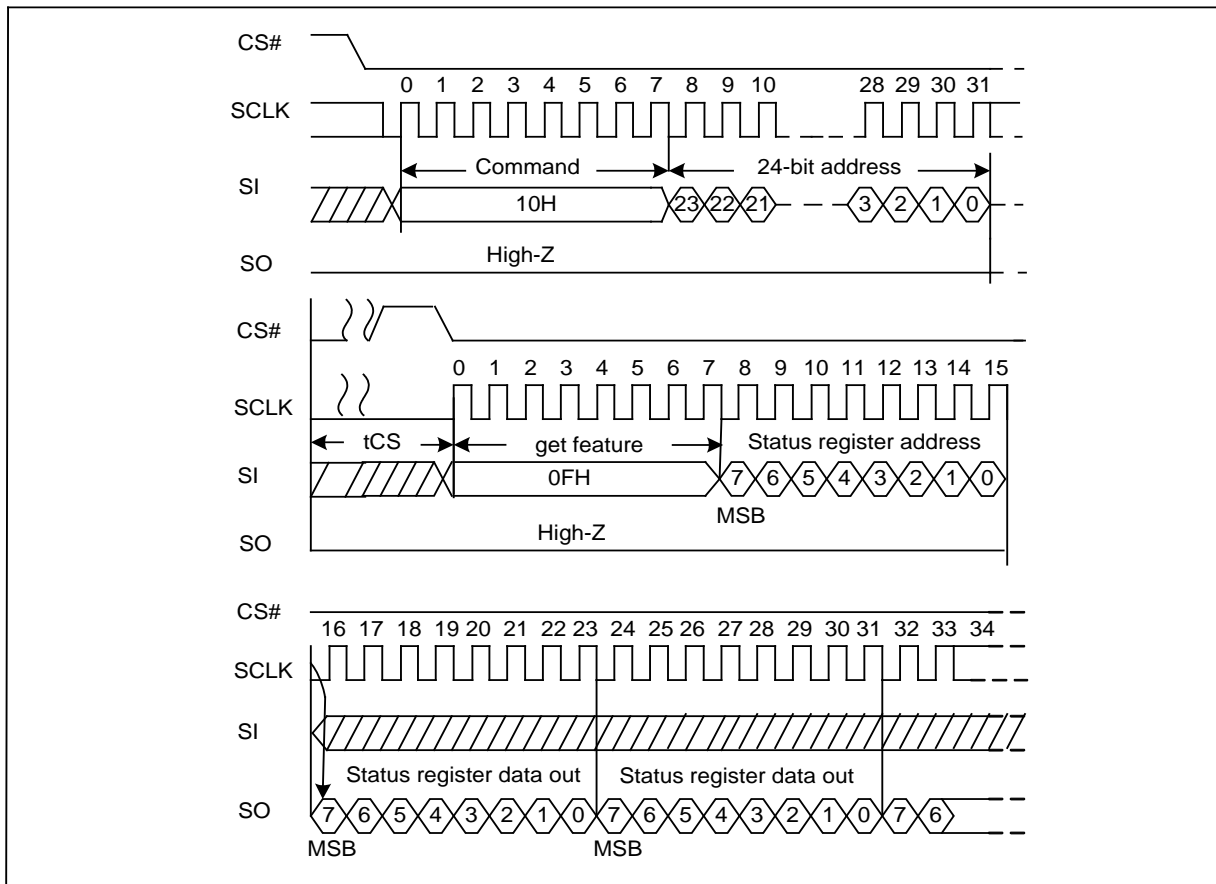 CS#
0 1 2 3 4 5 6 7 8 9 10 28 29 30 31
SCLK
Command 24-bit address
SI
10H 23 22 21 3 2 1 0
High-Z
SO
CS#
0 1 2 3 4 5 6 7 8 9 10 11 12 13 14 15
SCLK
tCS get feature Status register address
SI
0FH 7 6 5 4 3 2 1 0
MSB
High-Z
SO
CS#
16 17 18 19 20 21 22 23 24 25 26 27 28 29 30 31 32 33 34
SCLK
SI
Status register data out Status register data out
SO 7 6 5 4 3 2 1 0 7 6 5 4 3 2 1 0 7 6
MSB MSB